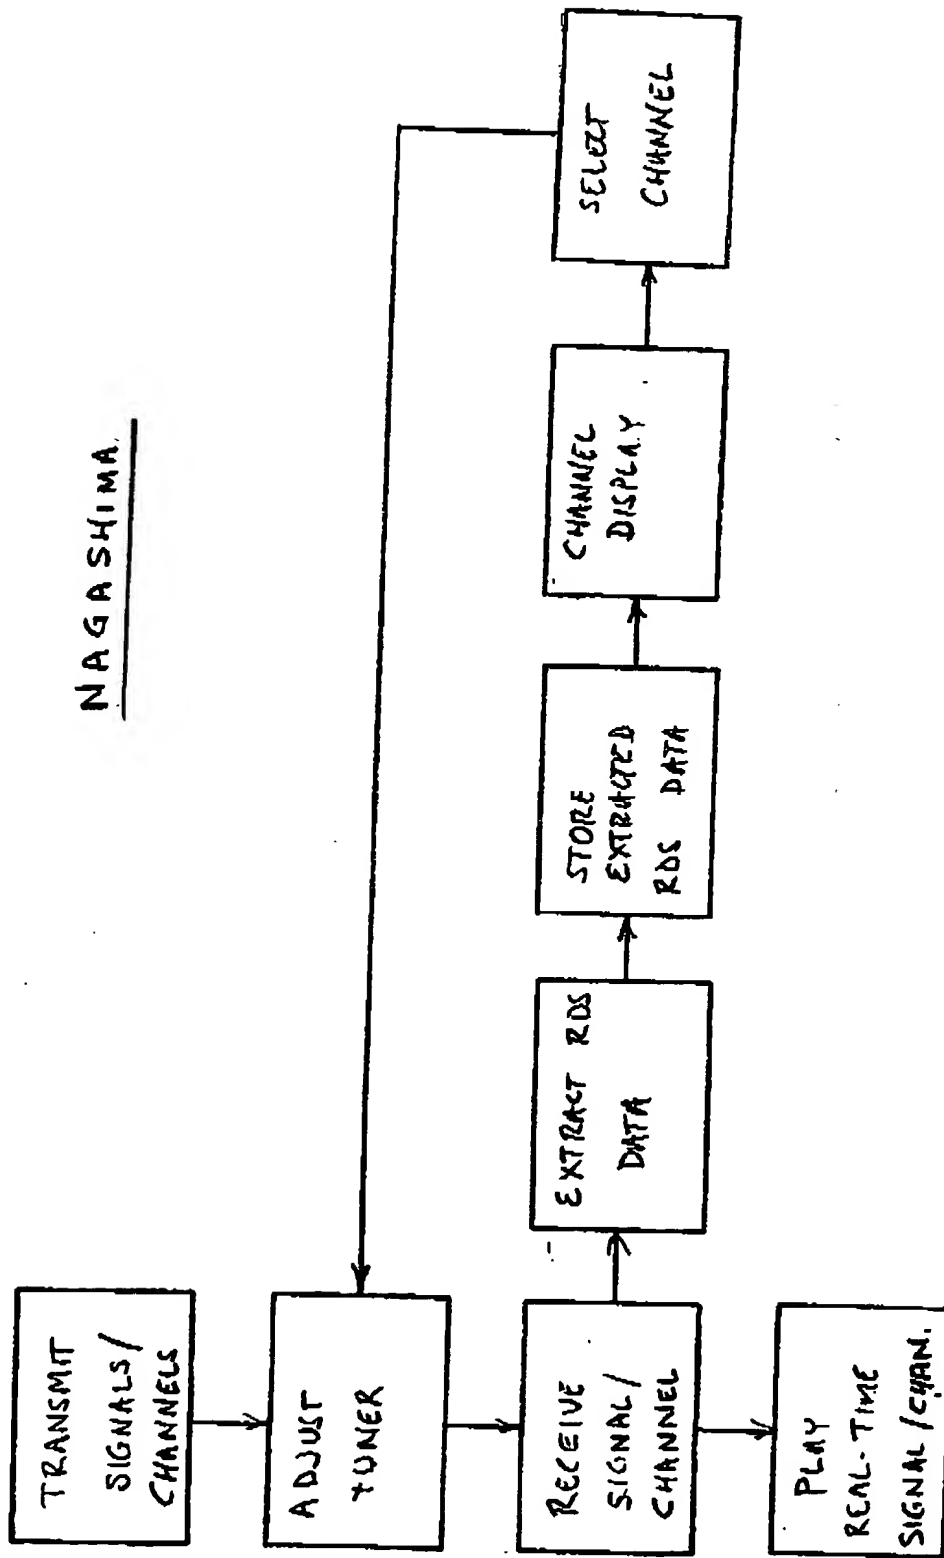 NAGASHIMA
TRANSMIT
SIGNALS/
CHANNELS
ADJUST
TUNER
RECEIVE
SIGNAL/
CHANNEL
PLAY
REAL-TIME
SIGNAL/CHAN.
EXTRACT RDS
DATA
STORE
EXTRACTED
RDS DATA
CHANNEL
DISPLAY
SELECT
CHANNEL